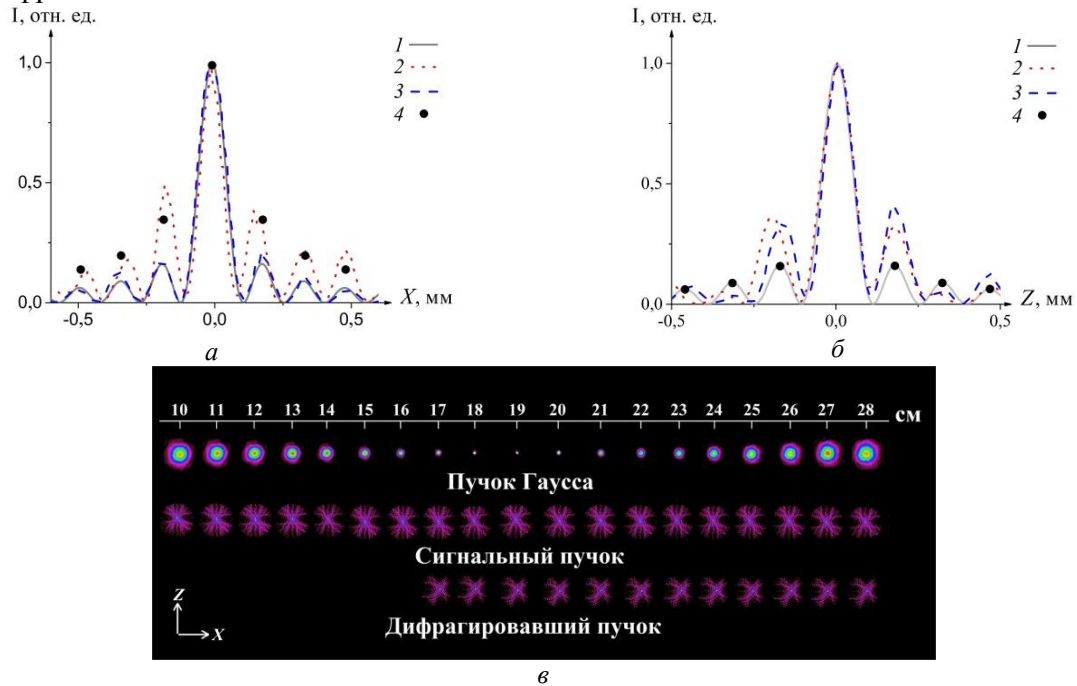 I, отн. ед.
1,0
0,5
0,0
-0,5
0,0
0,5
X, мм
1
2
3
4
а
I, отн. ед.
1,0
0,5
0,0
-0,5
0,0
0,5
Z, мм
1
2
3
4
б
10 11 12 13 14 15 16 17 18 19 20 21 22 23 24 25 26 27 28 см
Пучок Гаусса
Сигнальный пучок
Z
X
Дифрагировавший пучок
в